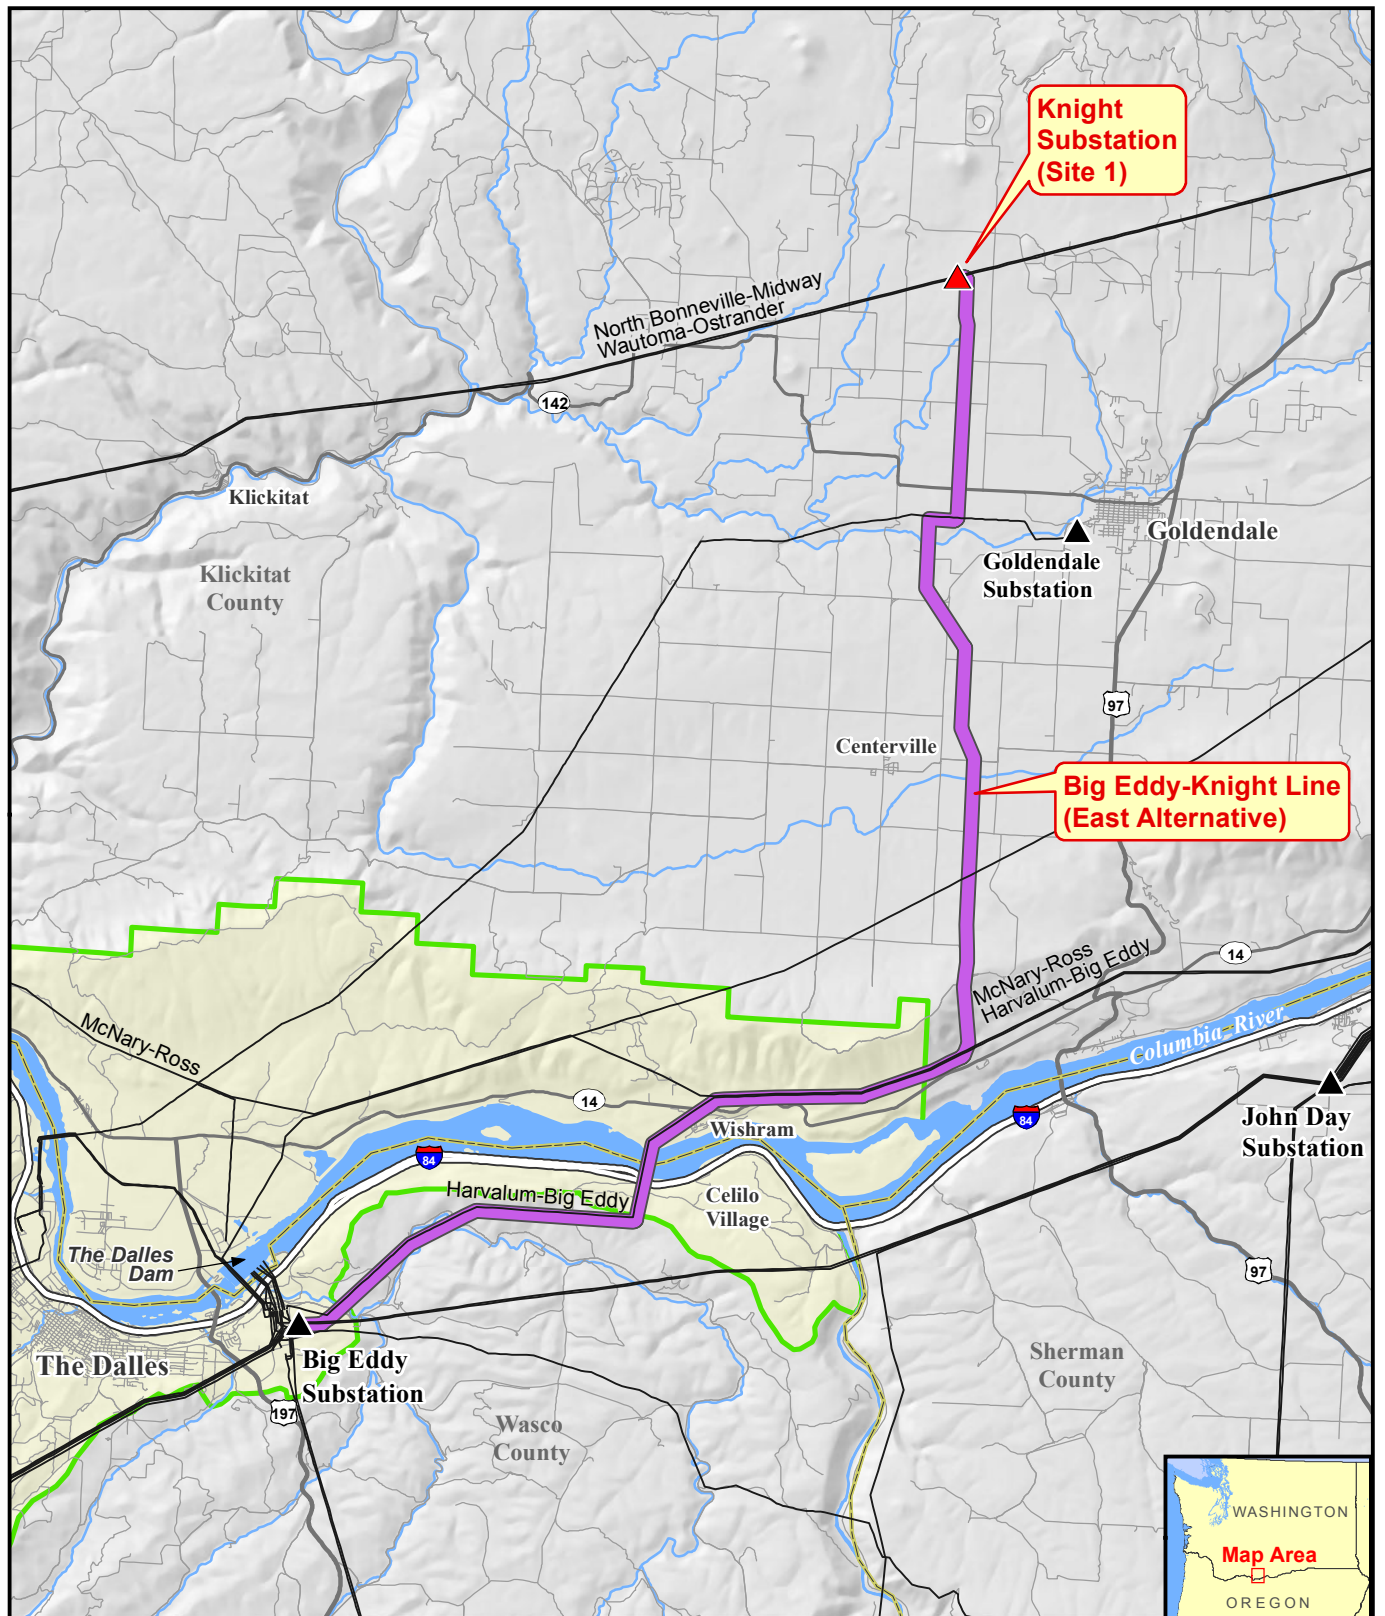 Knight
Substation
(Site 1)
North Bonneville-Midway
Wautoma-Ostrander
142
Klickitat
Goldendale
Goldendale
Substation
Klickitat
County
97
Centerville
Big Eddy-Knight Line
(East Alternative)
McNary-Ross
Harvalum-Big Eddy
14
Columbia River
McNary-Ross
14
Wishram
84
John Day
Substation
84
Harvalum-Big Eddy
Celilo
Village
The Dalles
Dam
97
The Dalles
Big Eddy
Substation
Sherman
County
197
Wasco
County
WASHINGTON
Map Area
OREGON